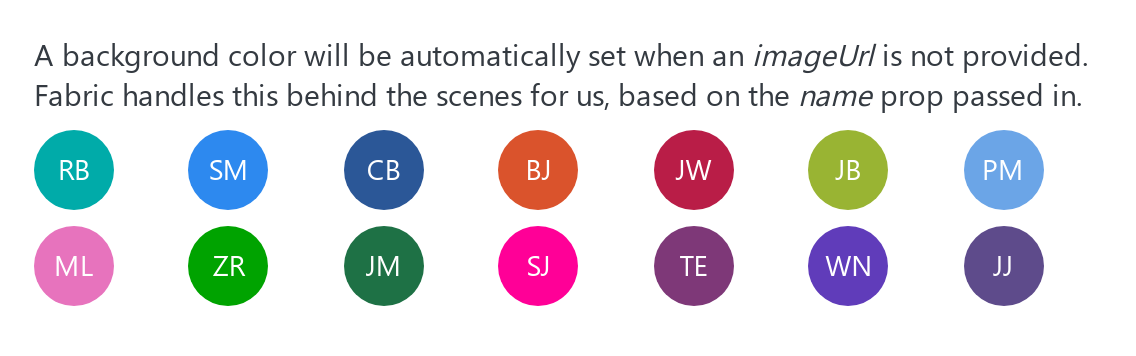 A background color will be automatically set when an imageUrl is not provided.
Fabric handles this behind the scenes for us, based on the name prop passed in.
RB SM CB BJ JW JB PM
ML ZR JM SJ TE WN JJ